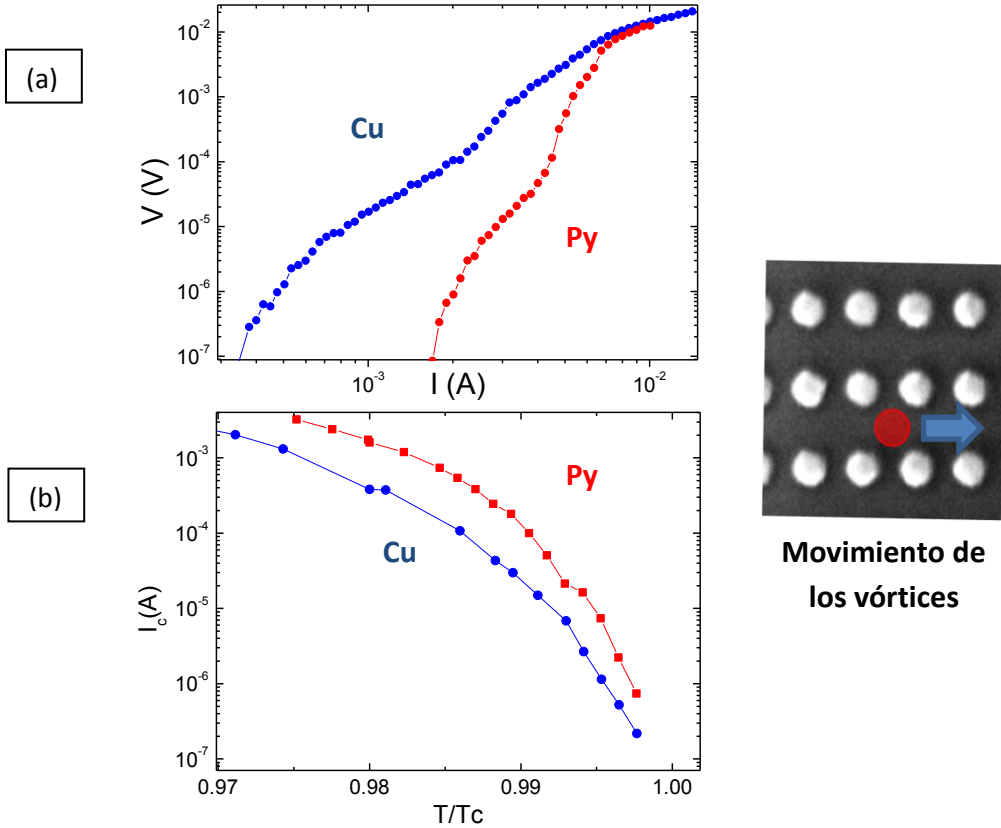 (a)
10⁻²
10⁻³
10⁻⁴
10⁻⁵
10⁻⁶
10⁻⁷
V (V)
Cu
Py
10⁻³
I (A)
10⁻²
(b)
10⁻³
10⁻⁴
10⁻⁵
10⁻⁶
10⁻⁷
I_c(A)
Py
Cu
0.97 0.98 0.99 1.00
T/Tc
Movimiento de
los vórtices